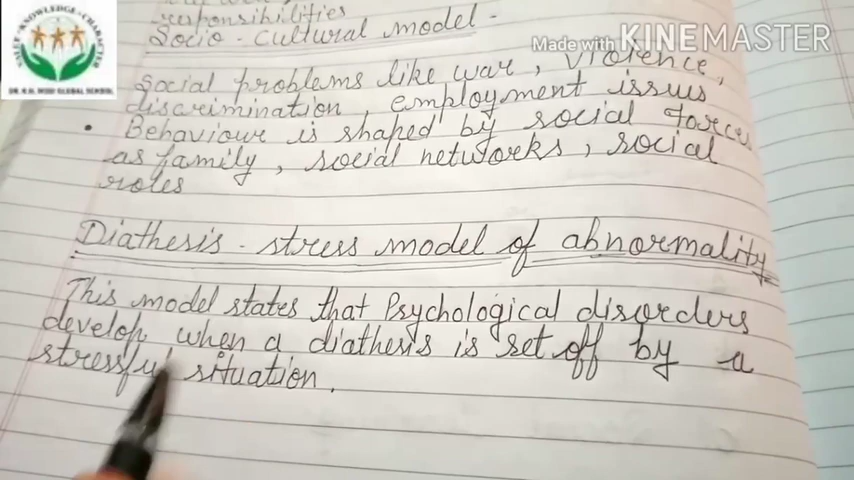 responsibilities
Socio - cultural model -
Made with KINEMASTER
Social problems like war, violence,
discrimination, employment issues
• Behaviour is shaped by social forces
as family, social networks, social
roles
Diathesis - stress model of abnormality
This model states that Psychological disorders
develop when a diathesis is set off by a
stressful situation.